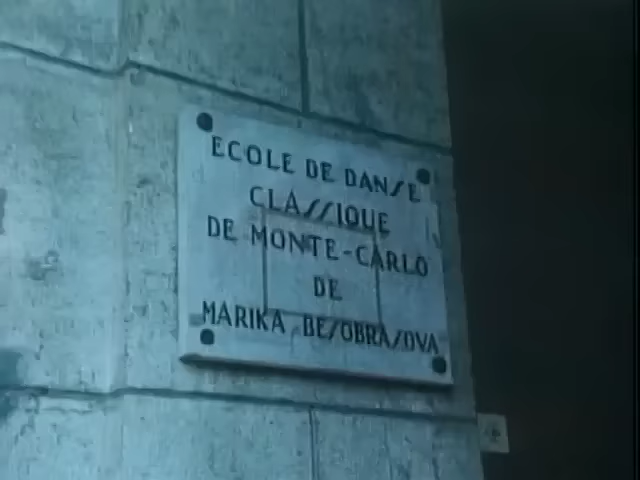 ECOLE DE DANSE
CLASSIQUE
DE MONTE-CARLO
DE
MARIKA BESOBRASOVA